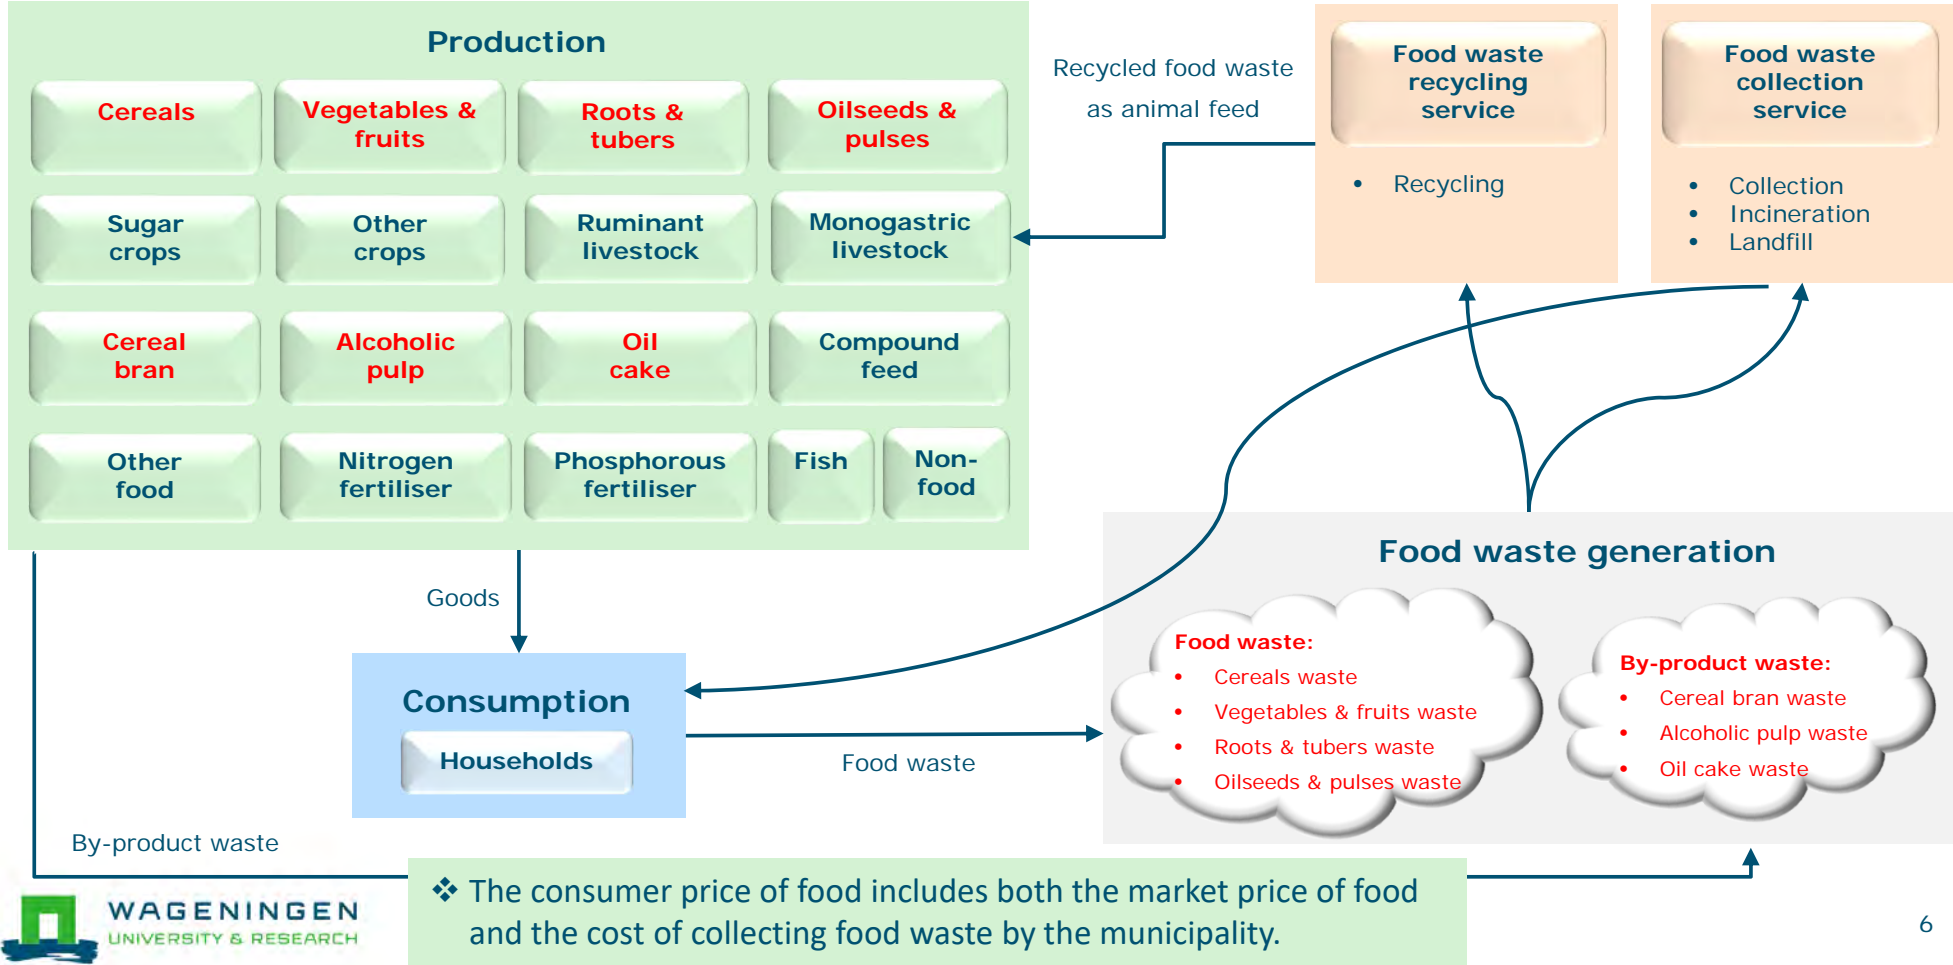 Production
Cereals
Vegetables &
fruits
Roots &
tubers
Oilseeds &
pulses
Sugar
crops
Other
crops
Ruminant
livestock
Monogastric
livestock
Cereal
bran
Alcoholic
pulp
Oil
cake
Compound
feed
Other
food
Nitrogen
fertiliser
Phosphorous
fertiliser
Fish
Non-
food
Recycled food waste
as animal feed
Food waste
recycling
service
• Recycling
Food waste
collection
service
• Collection
• Incineration
• Landfill
Goods
Consumption
Households
Food waste
Food waste generation
Food waste:
• Cereals waste
• Vegetables & fruits waste
• Roots & tubers waste
• Oilseeds & pulses waste
By-product waste:
• Cereal bran waste
• Alcoholic pulp waste
• Oil cake waste
By-product waste
❖ The consumer price of food includes both the market price of food
and the cost of collecting food waste by the municipality.
WAGENINGEN
UNIVERSITY & RESEARCH
6